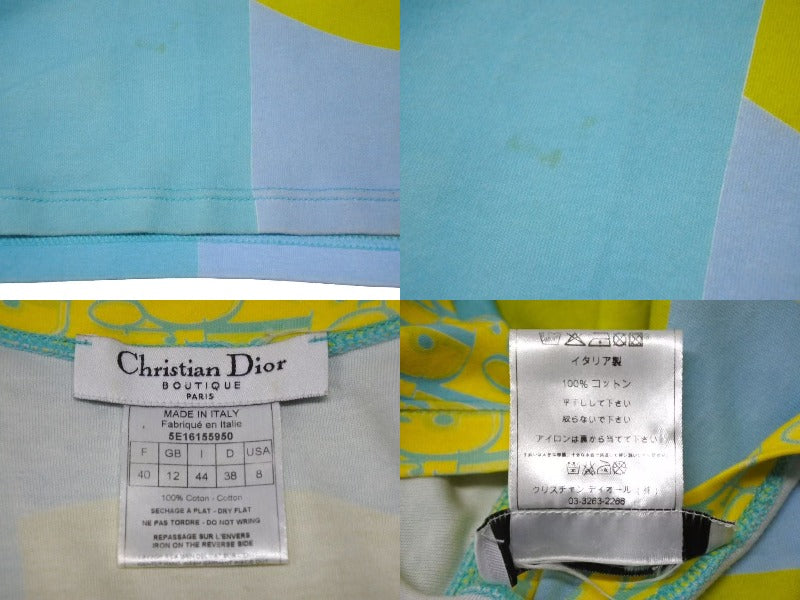 Christian Dior
BOUTIQUE
PARIS
MADE IN ITALY
Fabriqué en Italie
5E16155950
F GB I D USA
40 12 44 38 8
100% Coton - Cotton
SECHAGE A PLAT - DRY FLAT
NE PAS TORDRE - DO NOT WRING
REPASSAGE SUR L'ENVERS
IRON ON THE REVERSE SIDE
イタリア製
100% コットン
平干しして下さい
絞らないで下さい
アイロンは裏から当てて下さい
クリスチャン ディオール(株)
03-3263-2266